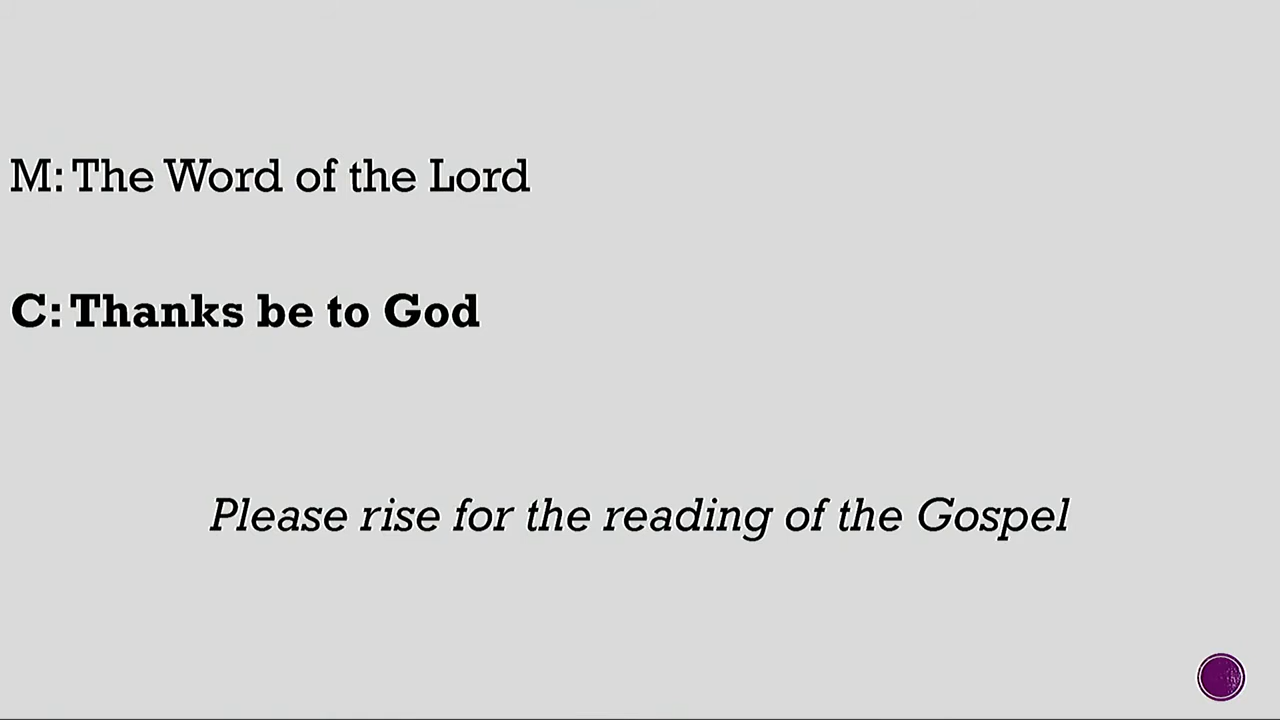 M: The Word of the Lord
C: Thanks be to God
Please rise for the reading of the Gospel